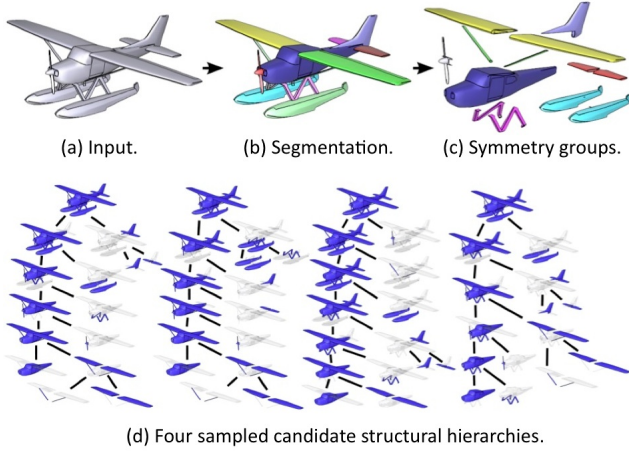 (a) Input.
(b) Segmentation.
(c) Symmetry groups.
(d) Four sampled candidate structural hierarchies.